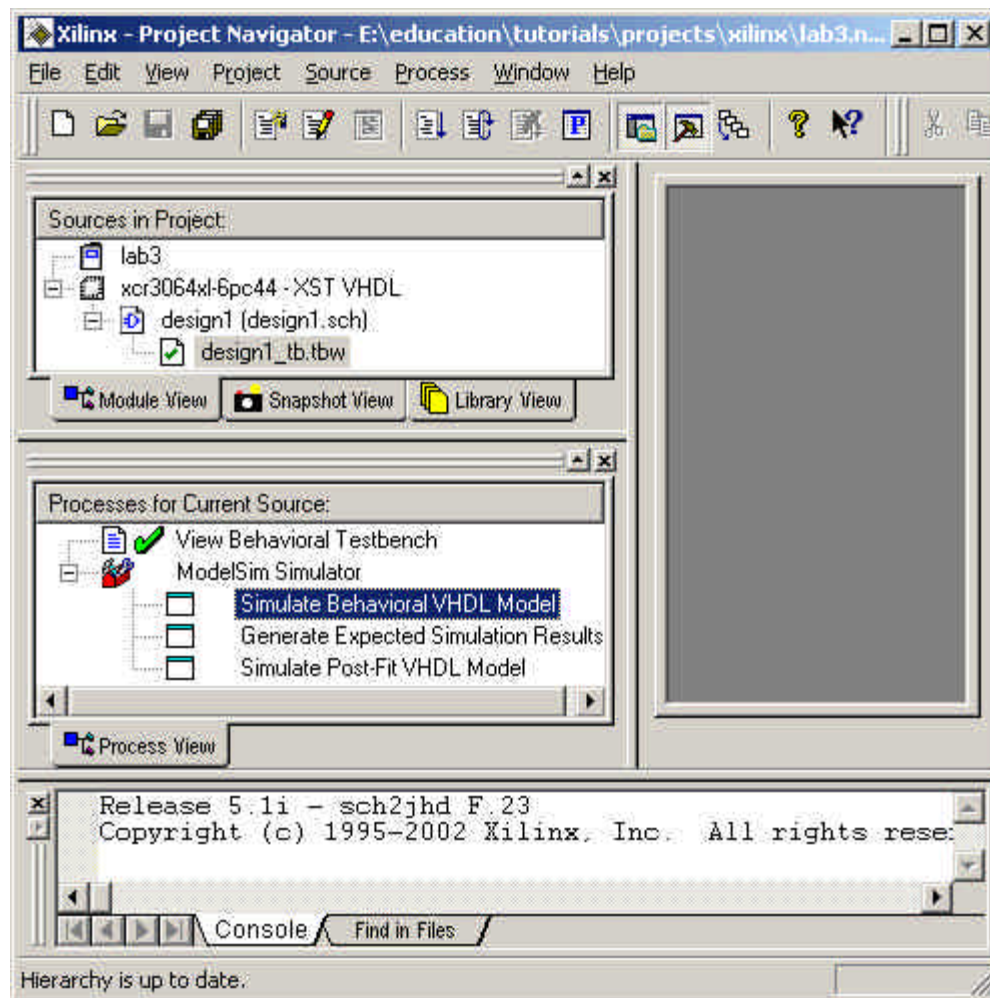 Xilinx - Project Navigator - E:\education\tutorials\projects\xilinx\lab3.n...
File Edit View Project Source Process Window Help
P
Sources in Project:
lab3
xcr3064xl-6pc44 - XST VHDL
design1 (design1.sch)
design1_tb.tbw
Module View Snapshot View Library View
Processes for Current Source:
View Behavioral Testbench
ModelSim Simulator
Simulate Behavioral VHDL Model
Generate Expected Simulation Results
Simulate Post-Fit VHDL Model
Process View
Release 5.1i - sch2jhd F.23
Copyright (c) 1995-2002 Xilinx, Inc. All rights rese
Console Find in Files
Hierarchy is up to date.